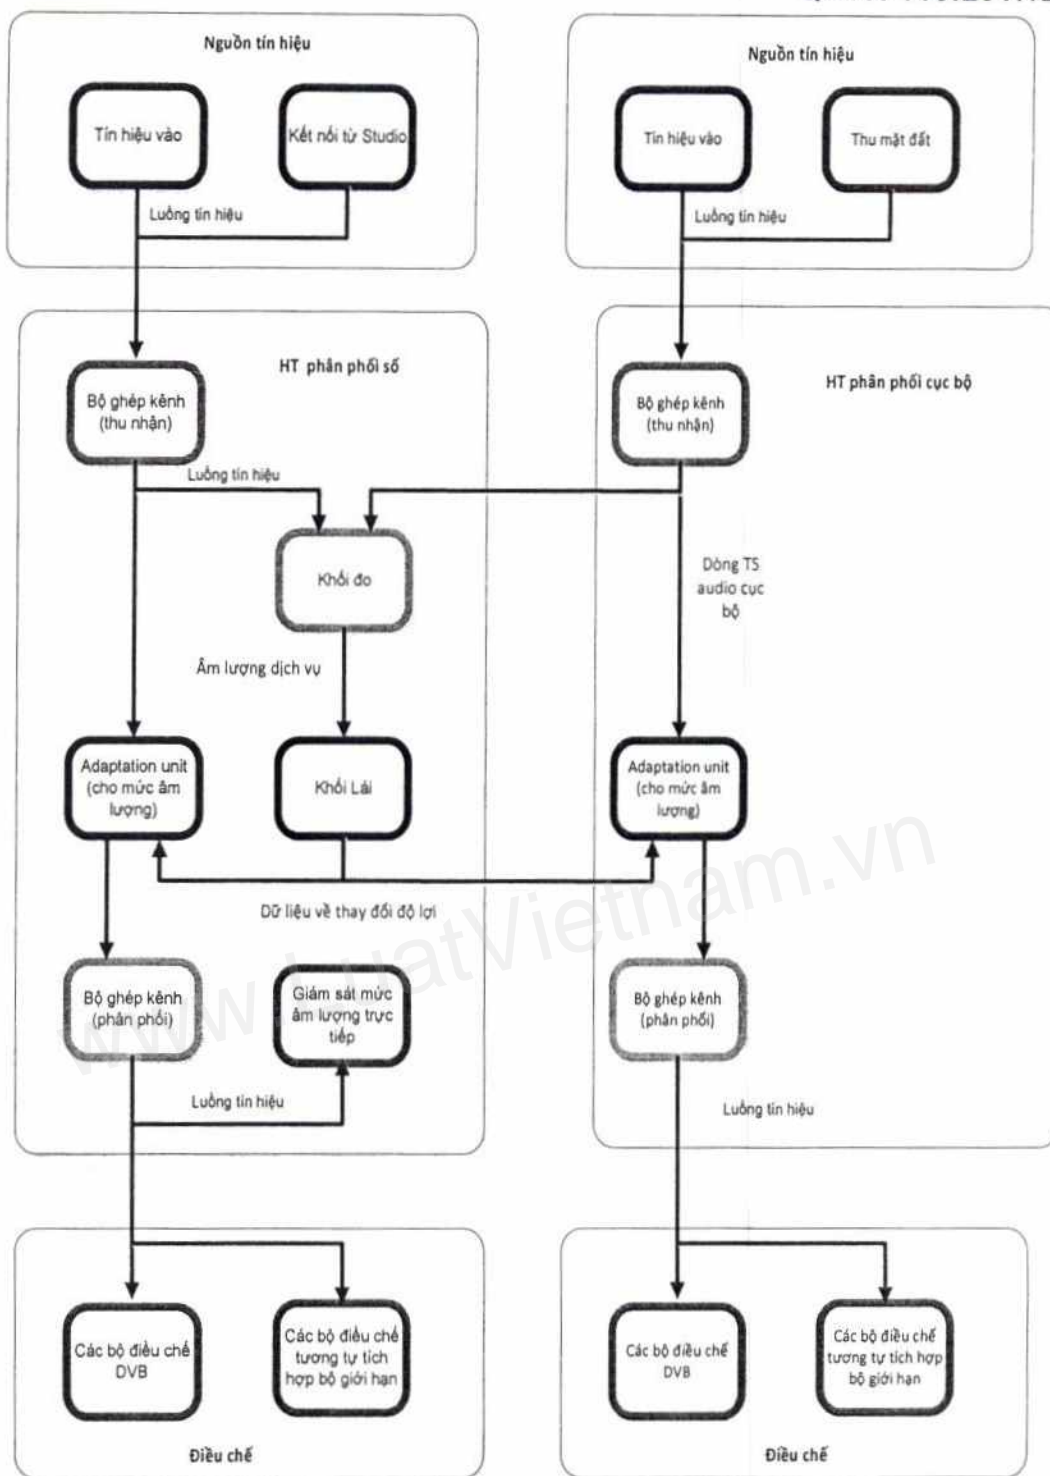 Nguồn tín hiệu
Tín hiệu vào
Kết nối từ Studio
Luồng tín hiệu
Nguồn tín hiệu
Tín hiệu vào
Thu mặt đất
Luồng tín hiệu
HT phân phối số
Bộ ghép kênh
(thu nhận)
Luồng tín hiệu
Khối đo
Âm lượng dịch vụ
Adaptation unit
(cho mức âm
lượng)
Khối Lái
Dữ liệu về thay đổi độ lợi
Bộ ghép kênh
(phân phối)
Giám sát mức
âm lượng trực
tiếp
Luồng tín hiệu
HT phân phối cục bộ
Bộ ghép kênh
(thu nhận)
Dòng TS
audio cục
bộ
Adaptation unit
(cho mức âm
lượng)
Bộ ghép kênh
(phân phối)
Luồng tín hiệu
Các bộ điều chế
DVB
Các bộ điều chế
tương tự tích
hợp bộ giới hạn
Điều chế
Các bộ điều chế
DVB
Các bộ điều chế
tương tự tích hợp
bộ giới hạn
Điều chế
www.LuatVietnam.vn